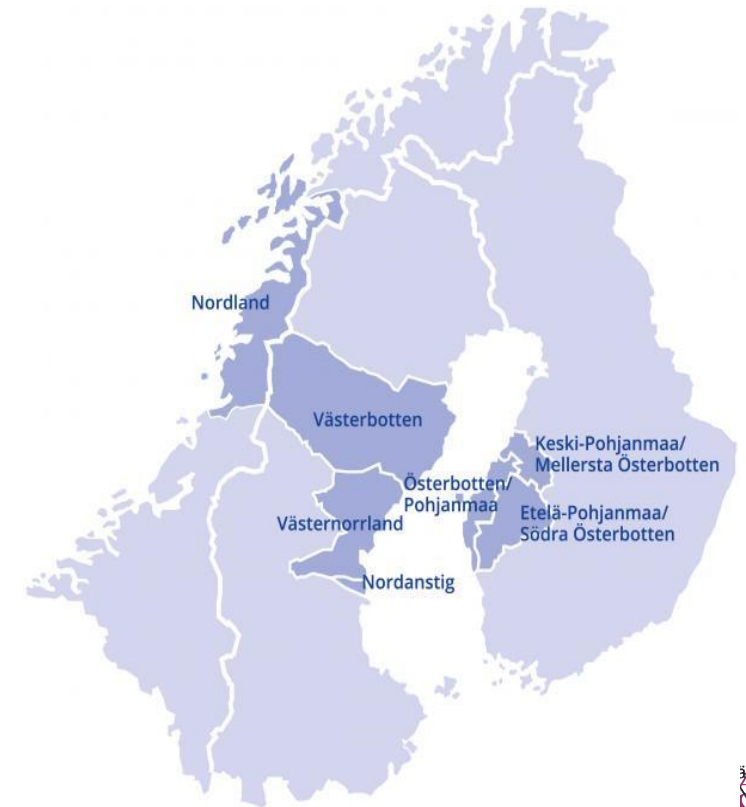 Nordland
Västerbotten
Keski-Pohjanmaa/
Mellersta Österbotten
Österbotten/
Pohjanmaa
Etelä-Pohjanmaa/
Södra Österbotten
Västernorrland
Nordanstig